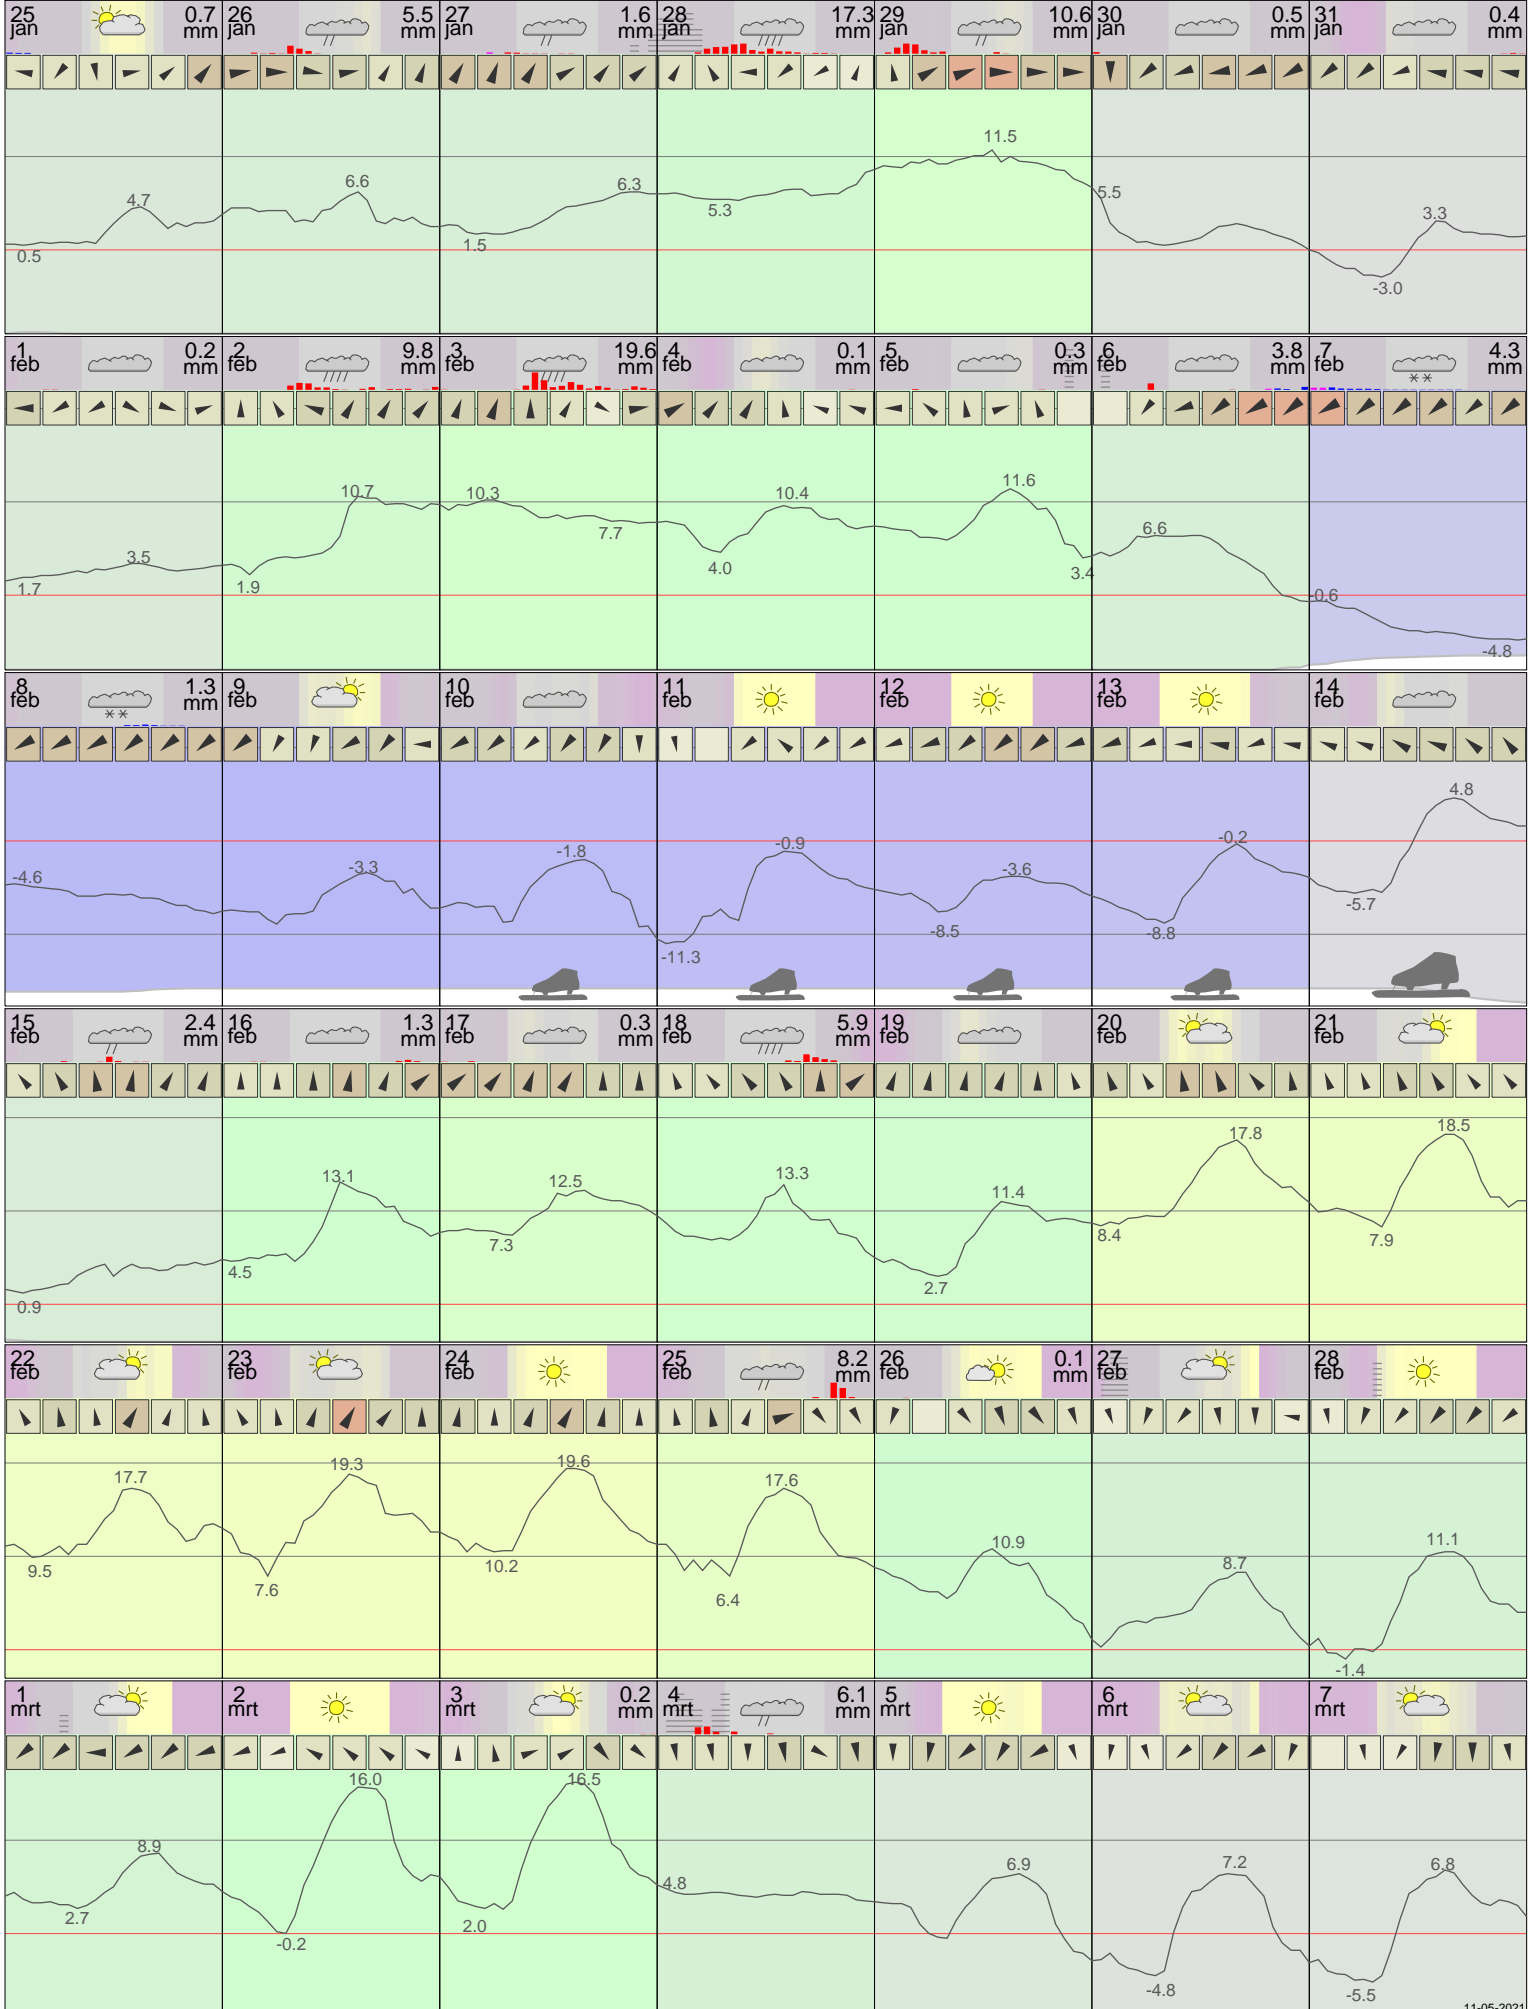 25 jan 0.7 mm
26 jan 5.5 mm
27 jan 1.6 mm
28 jan 17.3 mm
29 jan 10.6 mm
30 jan 0.5 mm
31 jan 0.4 mm
0.5 4.7 6.6 1.5 6.3 5.3 11.5 5.5 -3.0 3.3
1 feb 0.2 mm
2 feb 9.8 mm
3 feb 19.6 mm
4 feb 0.1 mm
5 feb 0.3 mm
6 feb 3.8 mm
7 feb 4.3 mm
1.7 3.5 1.9 10.7 10.3 7.7 4.0 10.4 11.6 3.4 6.6 -0.6 -4.8
8 feb 1.3 mm
9 feb
10 feb
11 feb
12 feb
13 feb
14 feb
-4.6 -3.3 -1.8 -11.3 -0.9 -8.5 -3.6 -8.8 -0.2 -5.7 4.8
15 feb 2.4 mm
16 feb 1.3 mm
17 feb 0.3 mm
18 feb 5.9 mm
19 feb
20 feb
21 feb
0.9 4.5 13.1 7.3 12.5 13.3 2.7 11.4 8.4 17.8 7.9 18.5
22 feb
23 feb
24 feb
25 feb 8.2 mm
26 feb 0.1 mm
27 feb
28 feb
9.5 17.7 7.6 19.3 10.2 19.6 6.4 17.6 10.9 8.7 -1.4 11.1
1 mrt
2 mrt
3 mrt 0.2 mm
4 mrt 6.1 mm
5 mrt
6 mrt
7 mrt
2.7 8.9 -0.2 16.0 2.0 16.5 4.8 6.9 -4.8 7.2 -5.5 6.8
11-05-2021